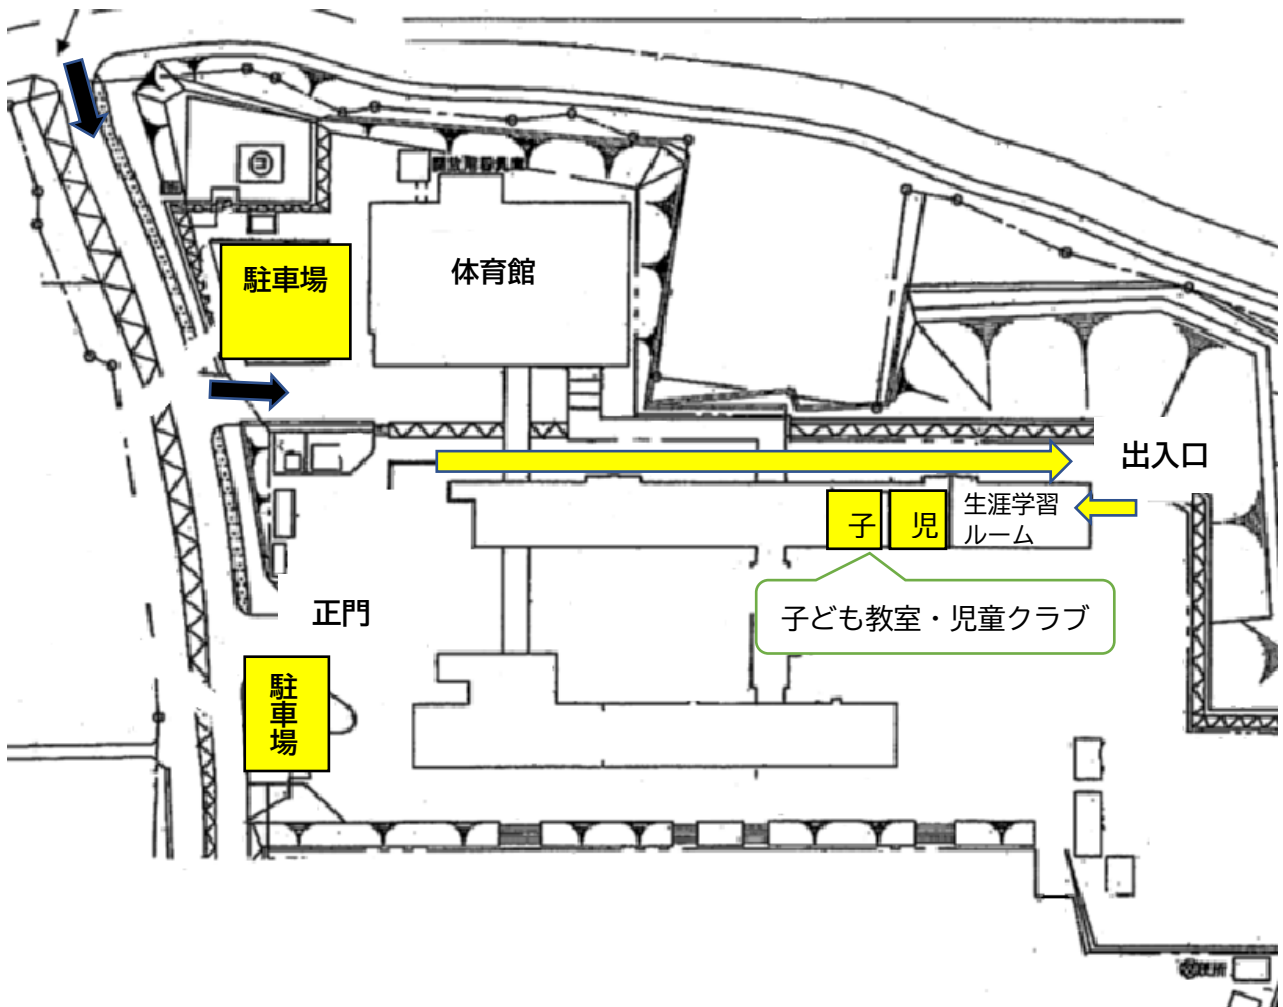 駐車場
体育館
出入口
生涯学習
ルーム
子
児
子ども教室・児童クラブ
正門
駐車場